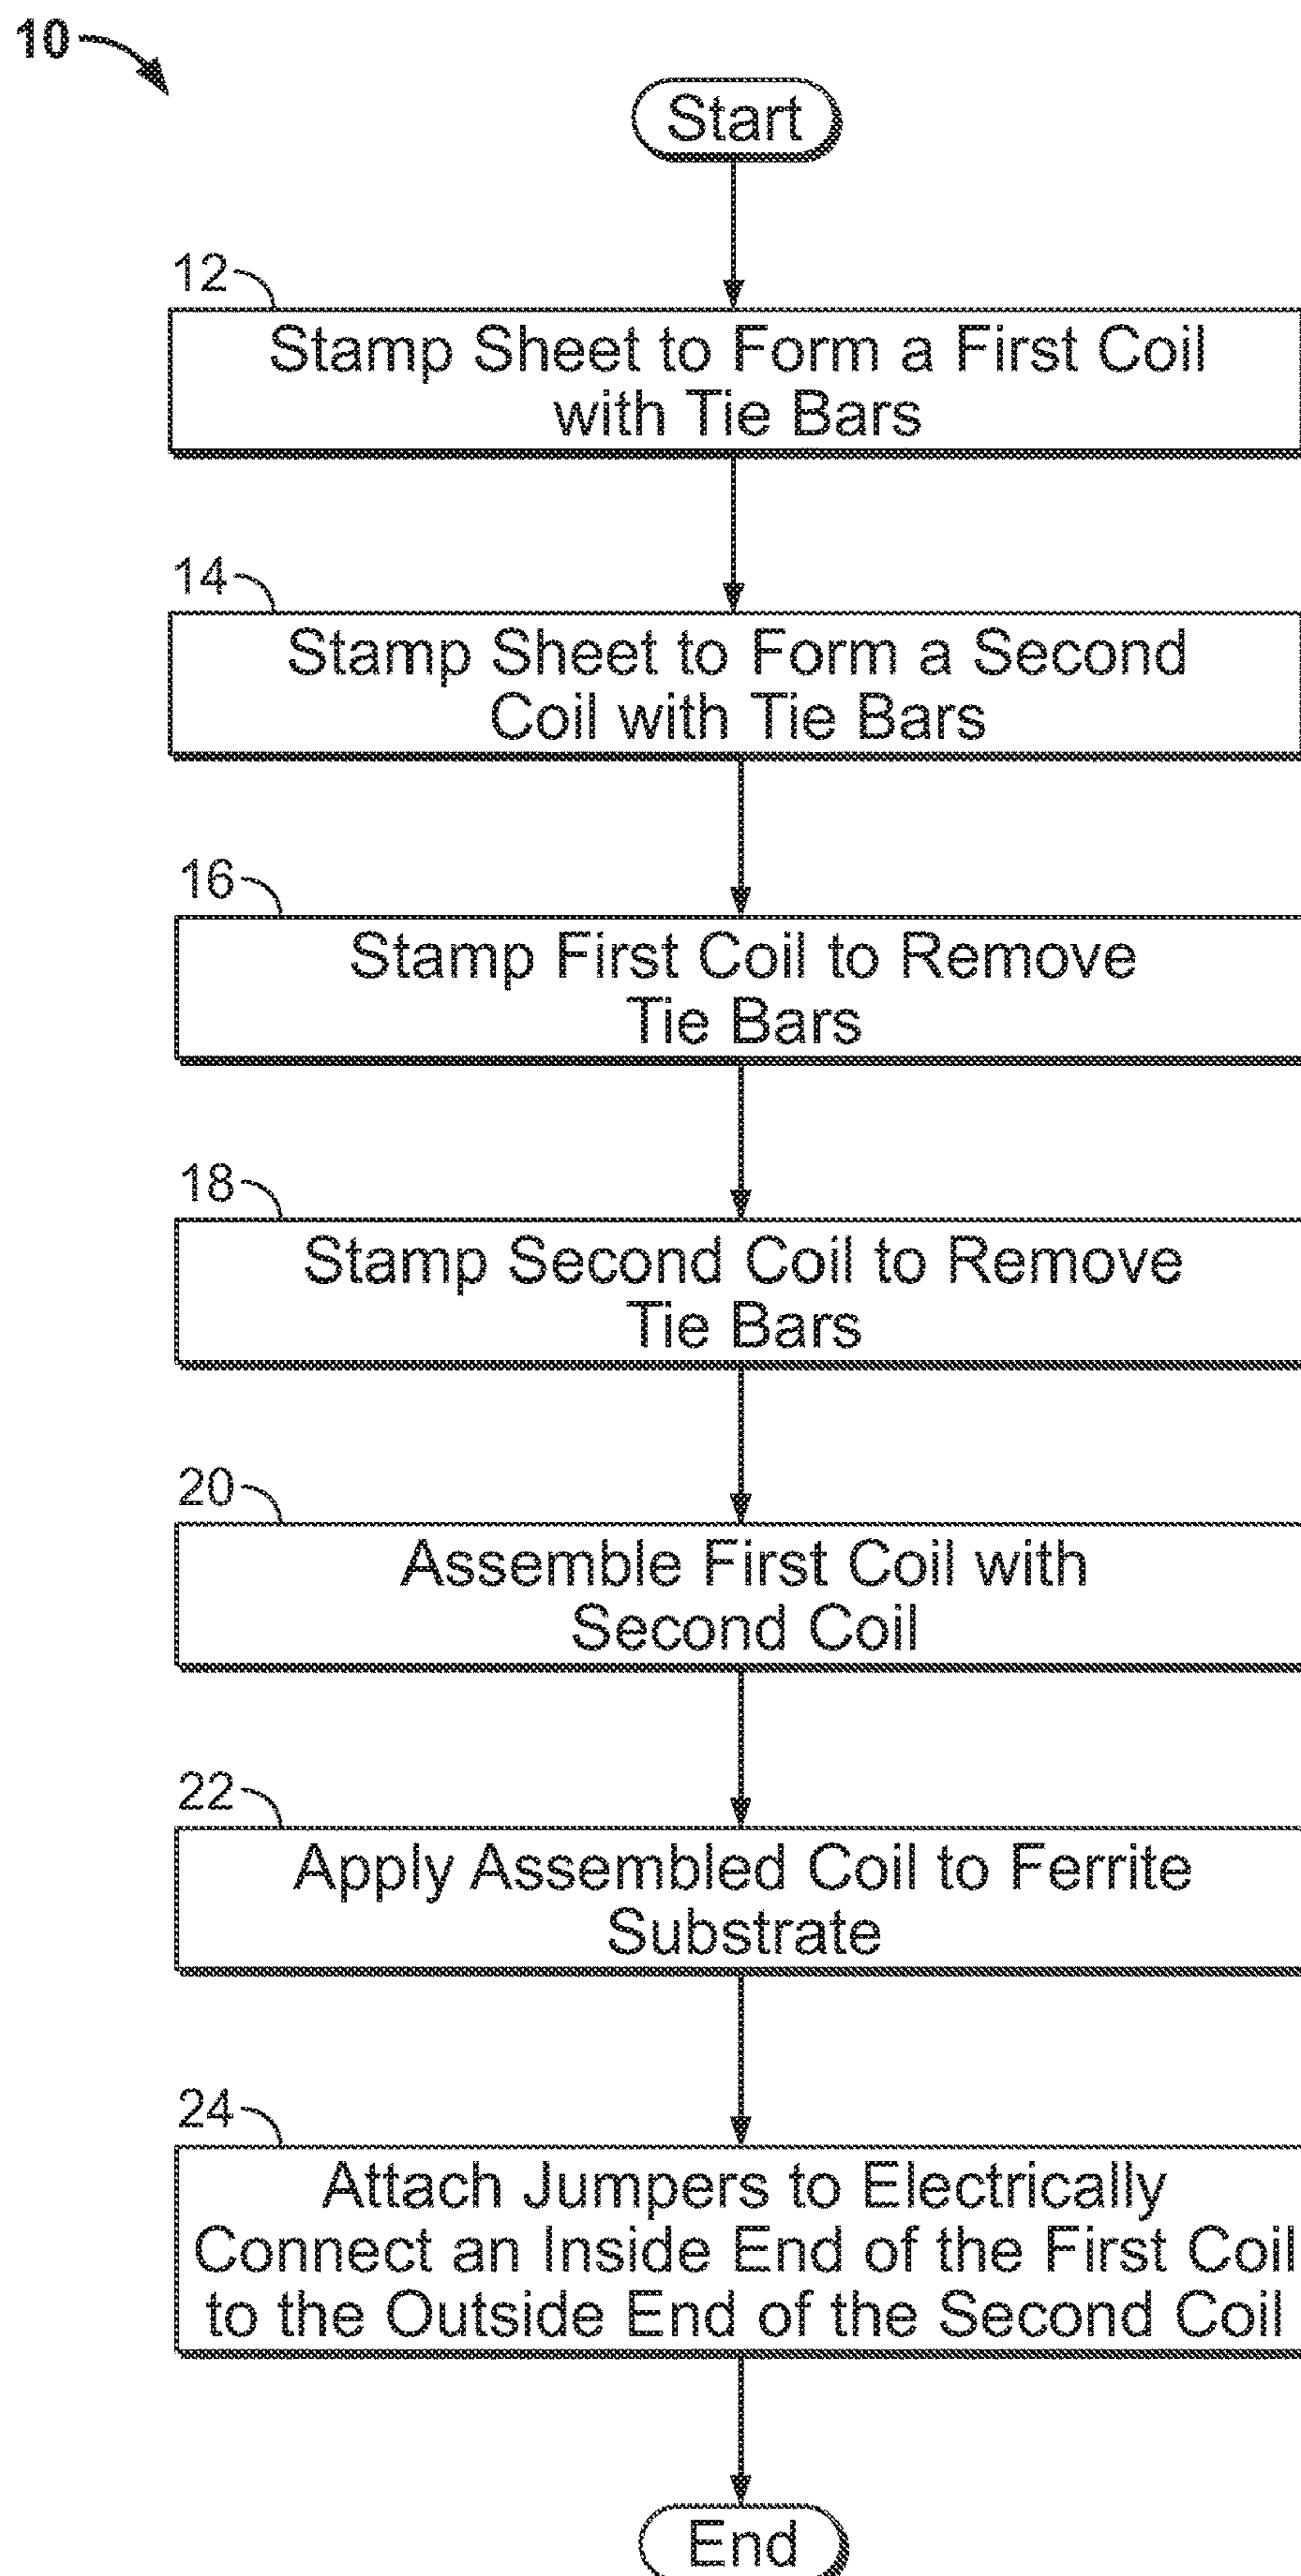 10
Start
12
Stamp Sheet to Form a First Coil
with Tie Bars
14
Stamp Sheet to Form a Second
Coil with Tie Bars
16
Stamp First Coil to Remove
Tie Bars
18
Stamp Second Coil to Remove
Tie Bars
20
Assemble First Coil with
Second Coil
22
Apply Assembled Coil to Ferrite
Substrate
24
Attach Jumpers to Electrically
Connect an Inside End of the First Coil
to the Outside End of the Second Coil
End